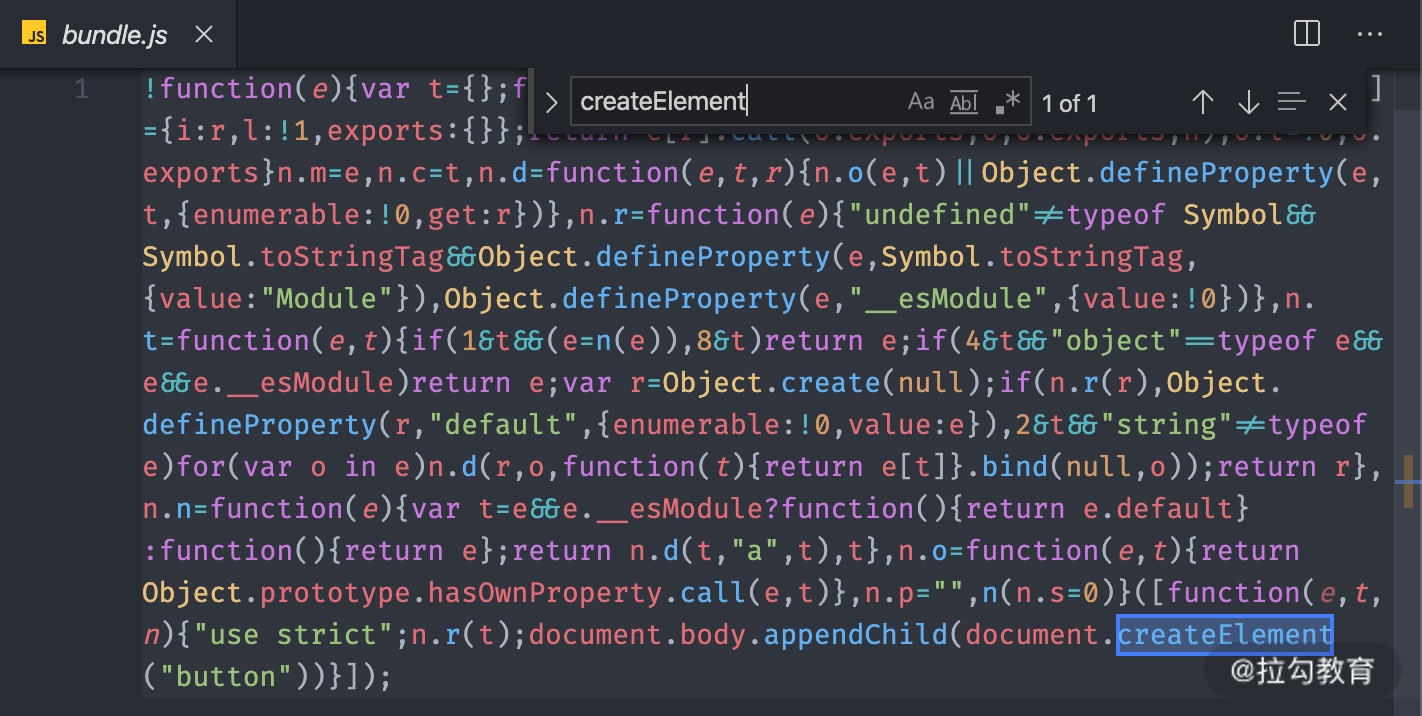 JS bundle.js
createElement Aa Abl .* 1 of 1
1 !function(e){var t={};f ]
={i:r,l:!1,exports:{}};
exports}n.m=e,n.c=t,n.d=function(e,t,r){n.o(e,t)||Object.defineProperty(e,
t,{enumerable:!0,get:r})},n.r=function(e){"undefined"!=typeof Symbol&&
Symbol.toStringTag&&Object.defineProperty(e,Symbol.toStringTag,
{value:"Module"}),Object.defineProperty(e,"__esModule",{value:!0})},n.
t=function(e,t){if(1&t&&(e=n(e)),8&t)return e;if(4&t&&"object"==typeof e&&
e&&e.__esModule)return e;var r=Object.create(null);if(n.r(r),Object.
defineProperty(r,"default",{enumerable:!0,value:e}),2&t&&"string"!=typeof
e)for(var o in e)n.d(r,o,function(t){return e[t]}.bind(null,o));return r},
n.n=function(e){var t=e&&e.__esModule?function(){return e.default}
:function(){return e};return n.d(t,"a",t),t},n.o=function(e,t){return
Object.prototype.hasOwnProperty.call(e,t)},n.p="",n(n.s=0)}([function(e,t,
n){"use strict";n.r(t);document.body.appendChild(document.createElement
("button"))}]);
@拉勾教育